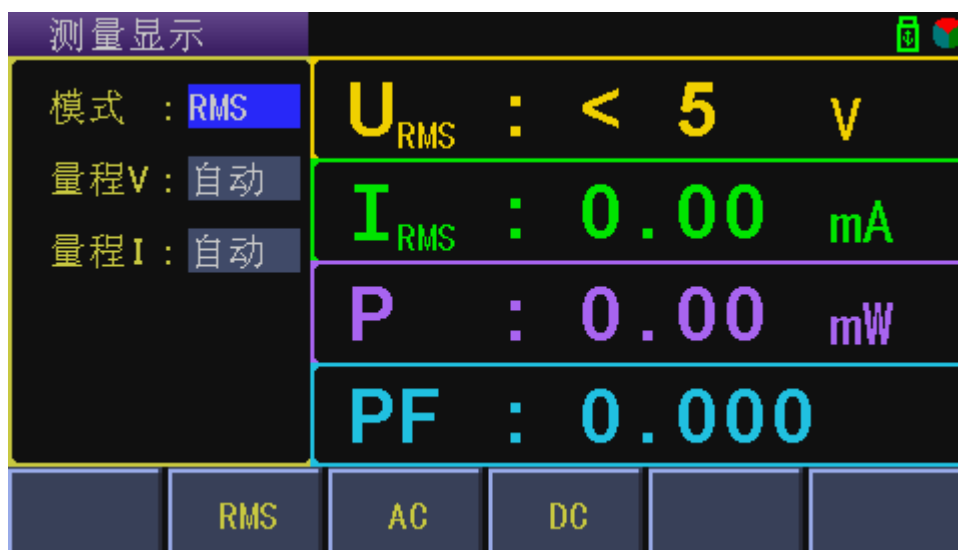 测量显示
模式 : RMS
量程V : 自动
量程I : 自动
URMS : < 5 V
IRMS : 0.00 mA
P : 0.00 mW
PF : 0.000
RMS AC DC